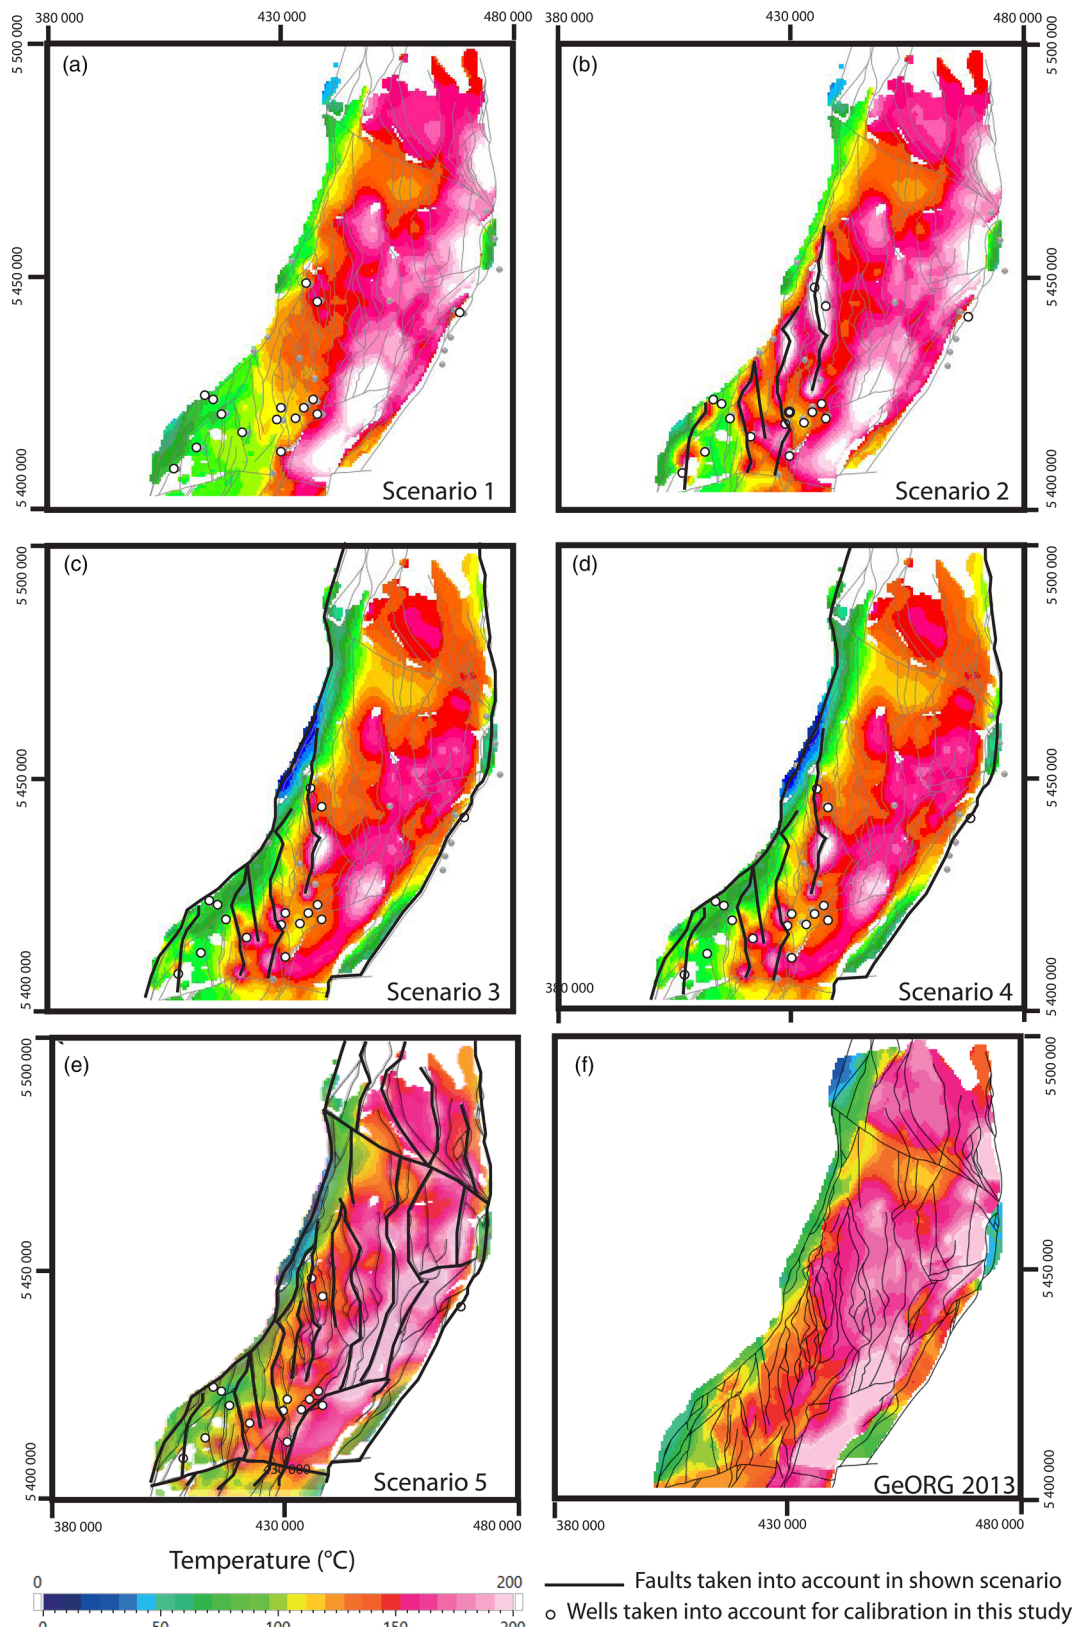 380 000
430 000
480 000
380 000
430 000
480 000
5 500 000
(a)
(b)
5 500 000
5 450 000
5 450 000
5 400 000
Scenario 1
Scenario 2
5 400 000
5 500 000
(c)
(d)
5 500 000
5 450 000
5 450 000
5 400 000
Scenario 3
380 000
Scenario 4
5 400 000
5 500 000
(e)
(f)
5 500 000
5 450 000
5 450 000
5 400 000
430 000
Scenario 5
GeORG 2013
5 400 000
380 000
430 000
480 000
380 000
430 000
480 000
Temperature (°C)
0
200
0
50
100
150
200
Faults taken into account in shown scenario
Wells taken into account for calibration in this study